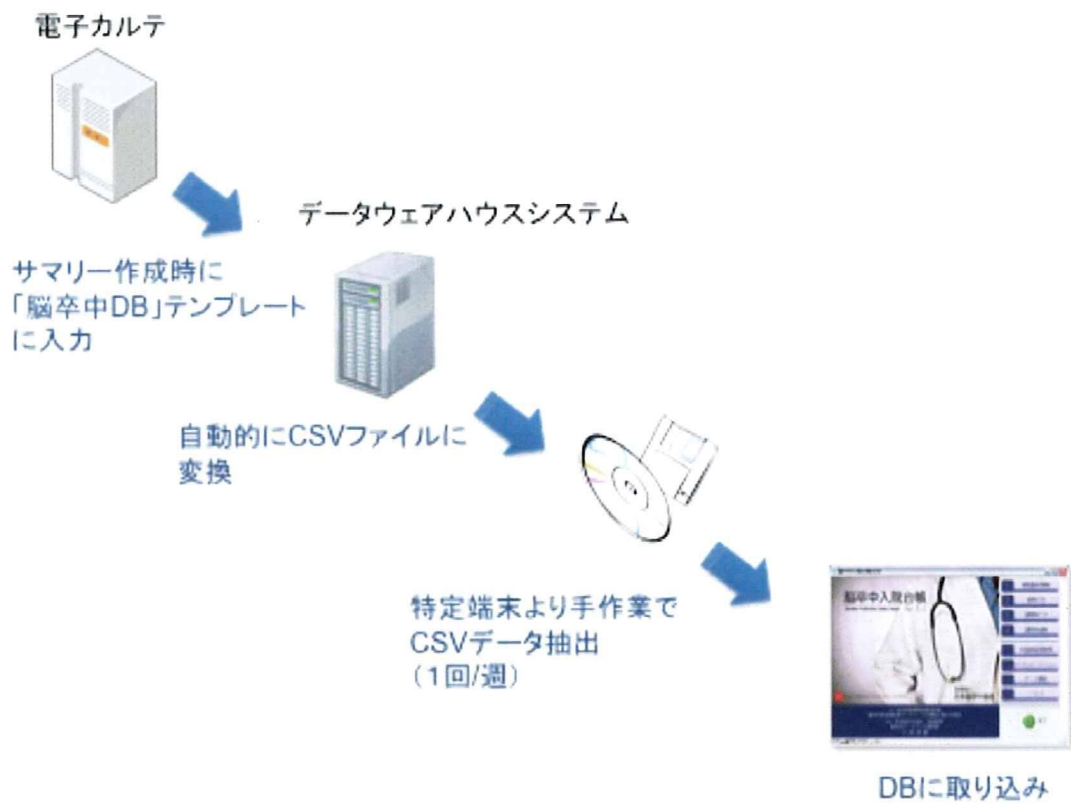 電子カルテ
データウェアハウスシステム
サマリー作成時に
「脳卒中DB」テンプレート
に入力
自動的にCSVファイルに
変換
特定端末より手作業で
CSVデータ抽出
（1回/週）
脳卒中入院台帳
DBに取り込み